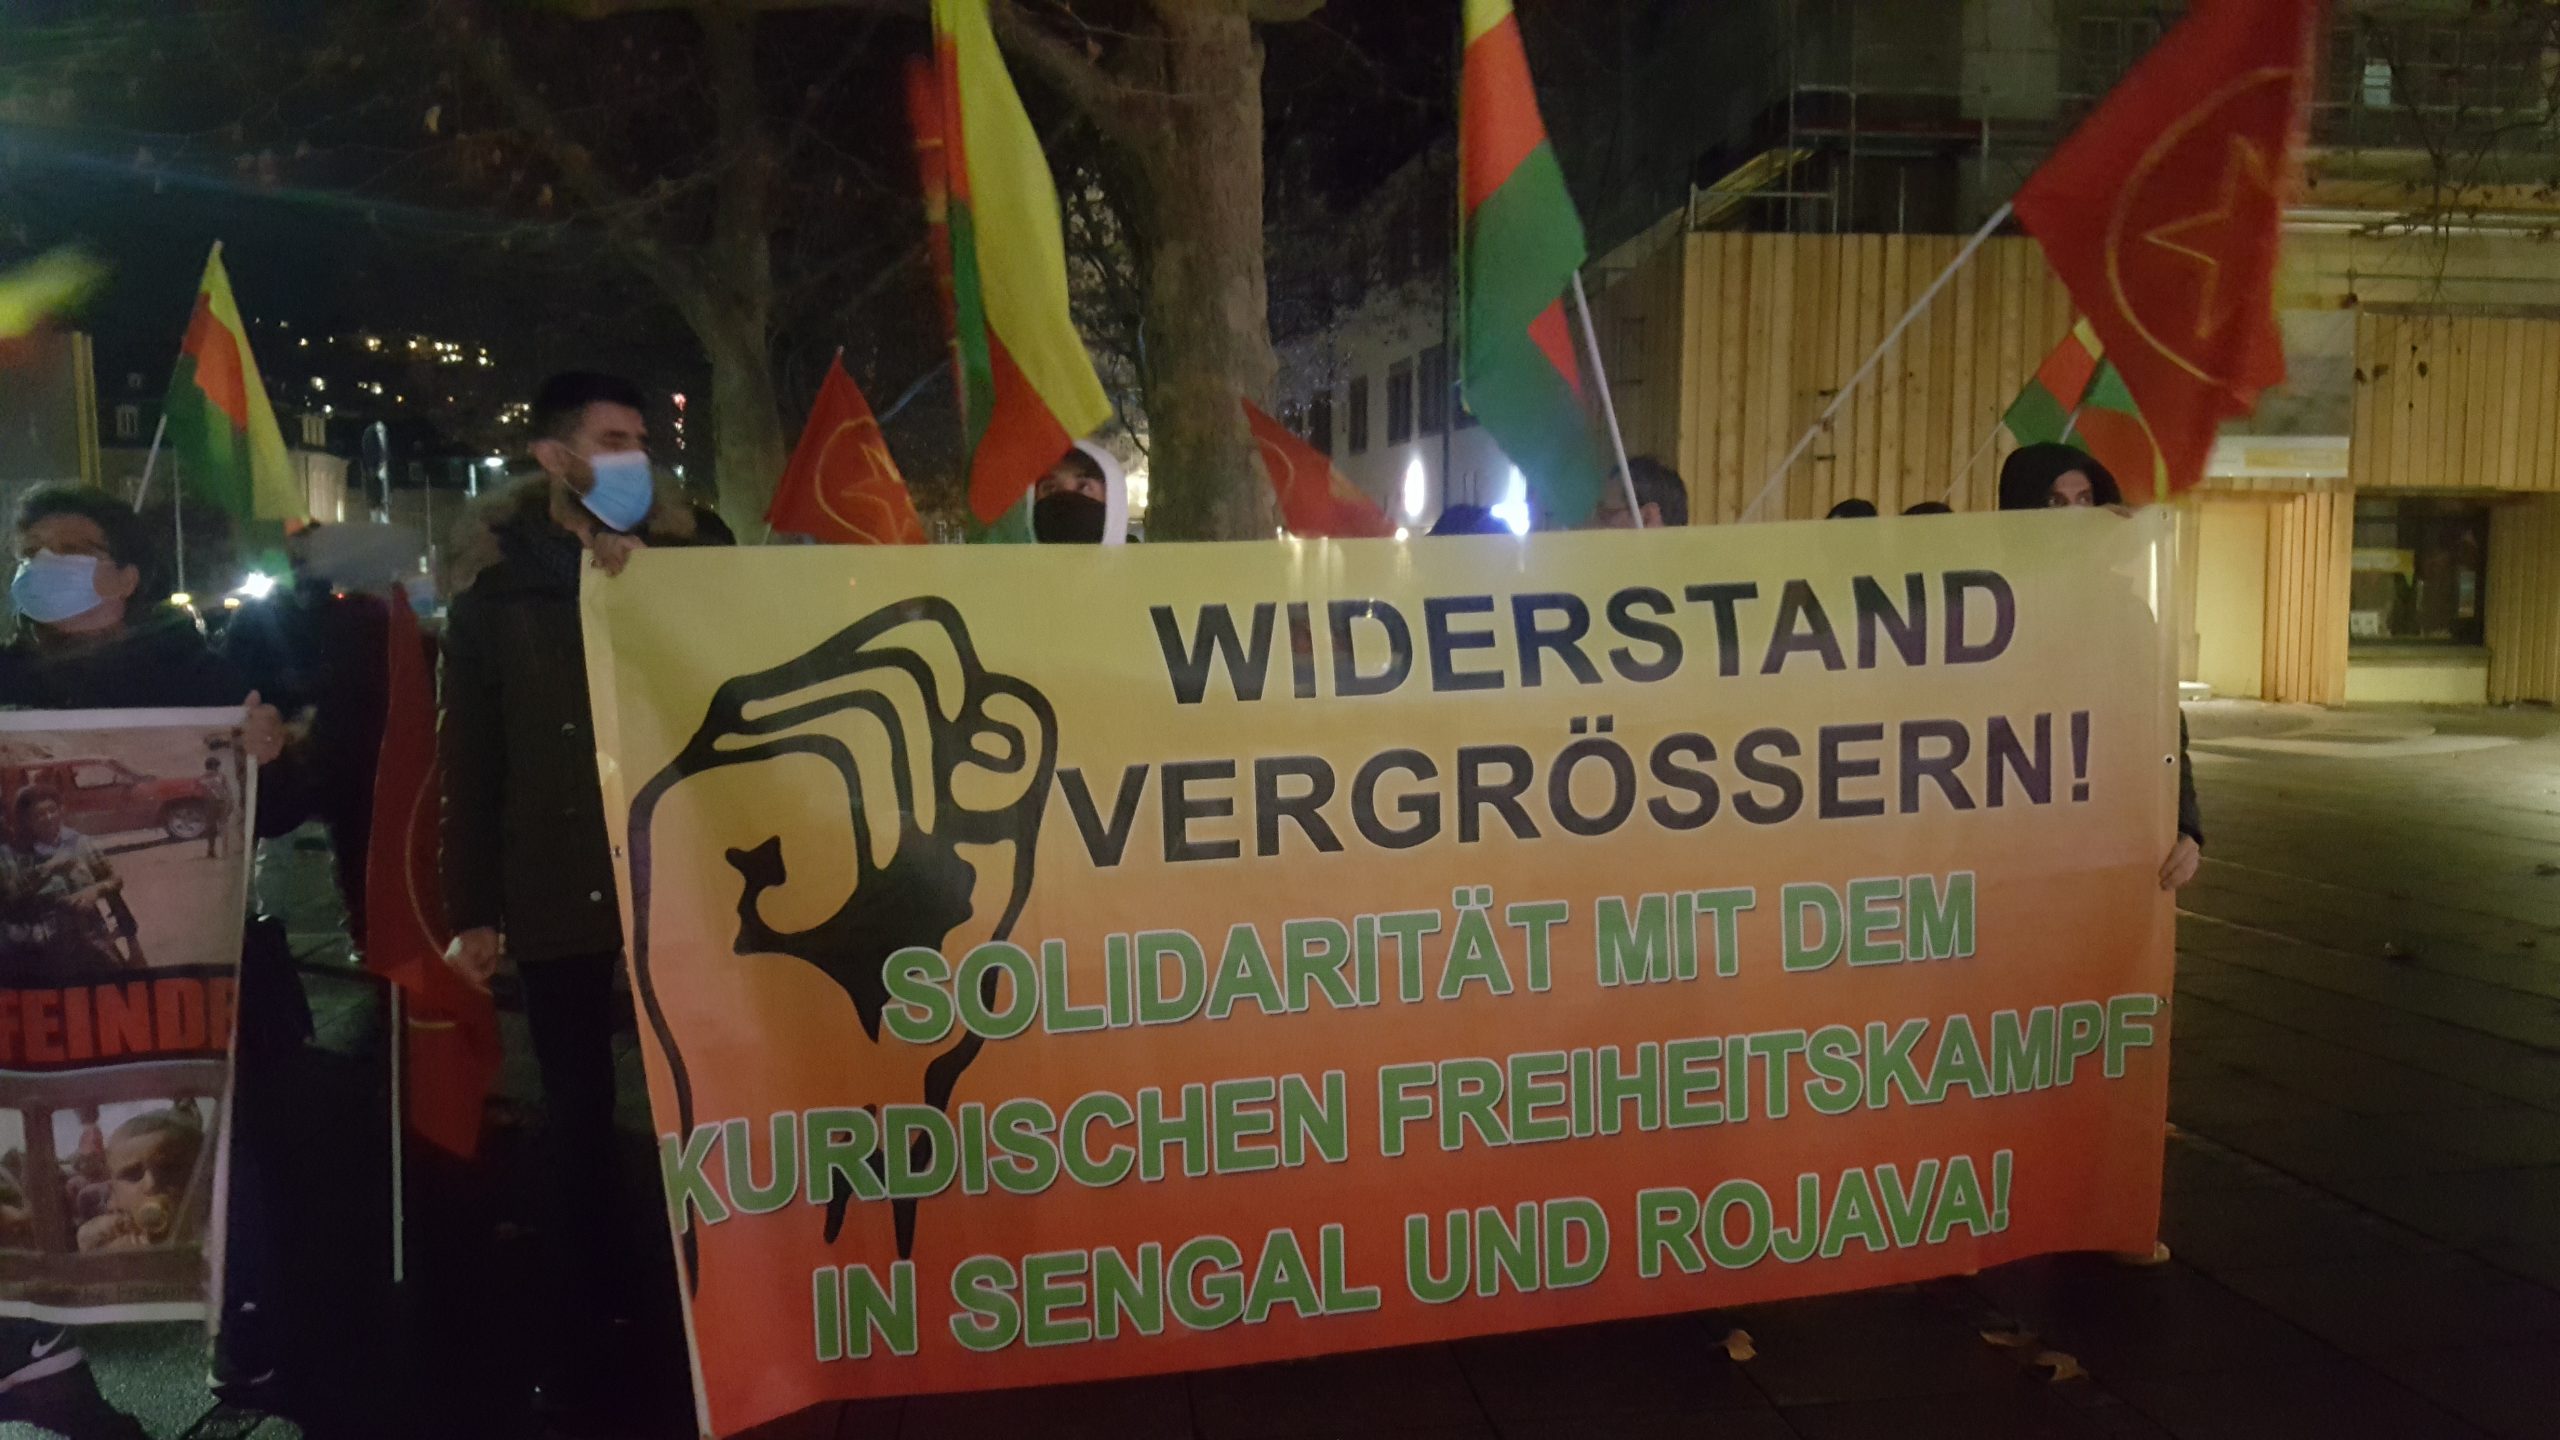 WIDERSTAND
VERGRÖSSERN!
SOLIDARITÄT MIT DEM
KURDISCHEN FREIHEITSKAMPF
IN SENGAL UND ROJAVA!
FEINDE